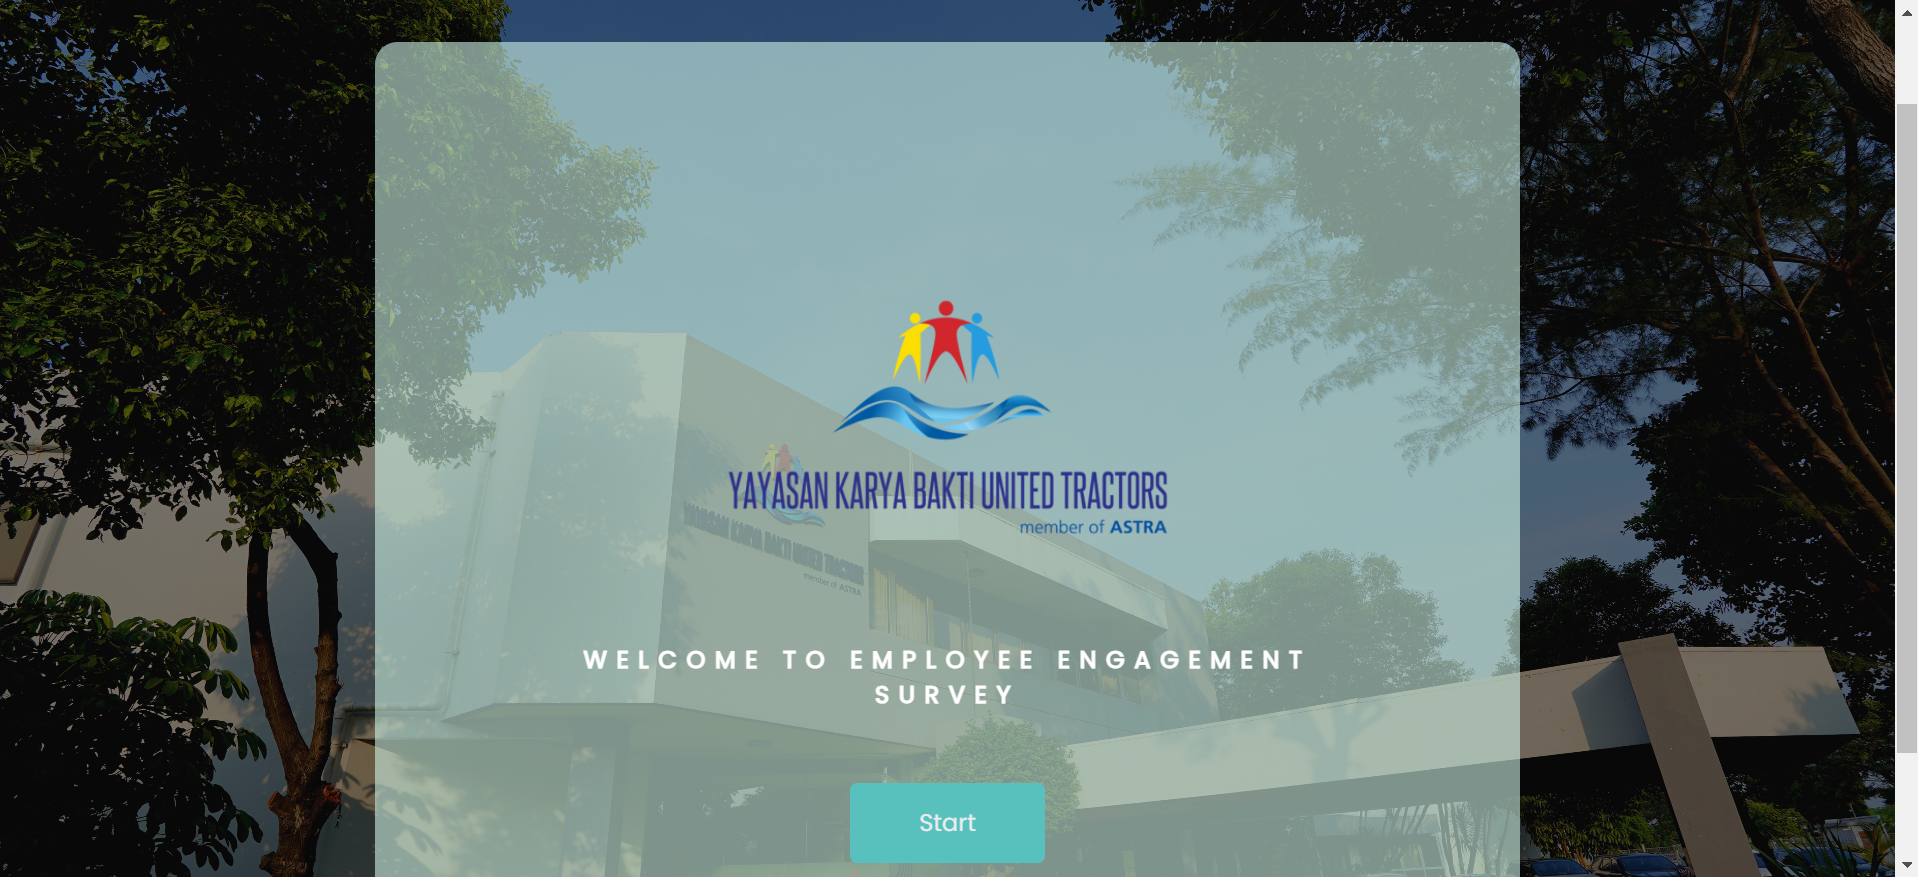 YAYASAN KARYA BAKTI UNITED TRACTORS
member of ASTRA
YAYASAN KARYA BAKTI UNITED TRACTORS
member of ASTRA
WELCOME TO EMPLOYEE ENGAGEMENT
SURVEY
Start